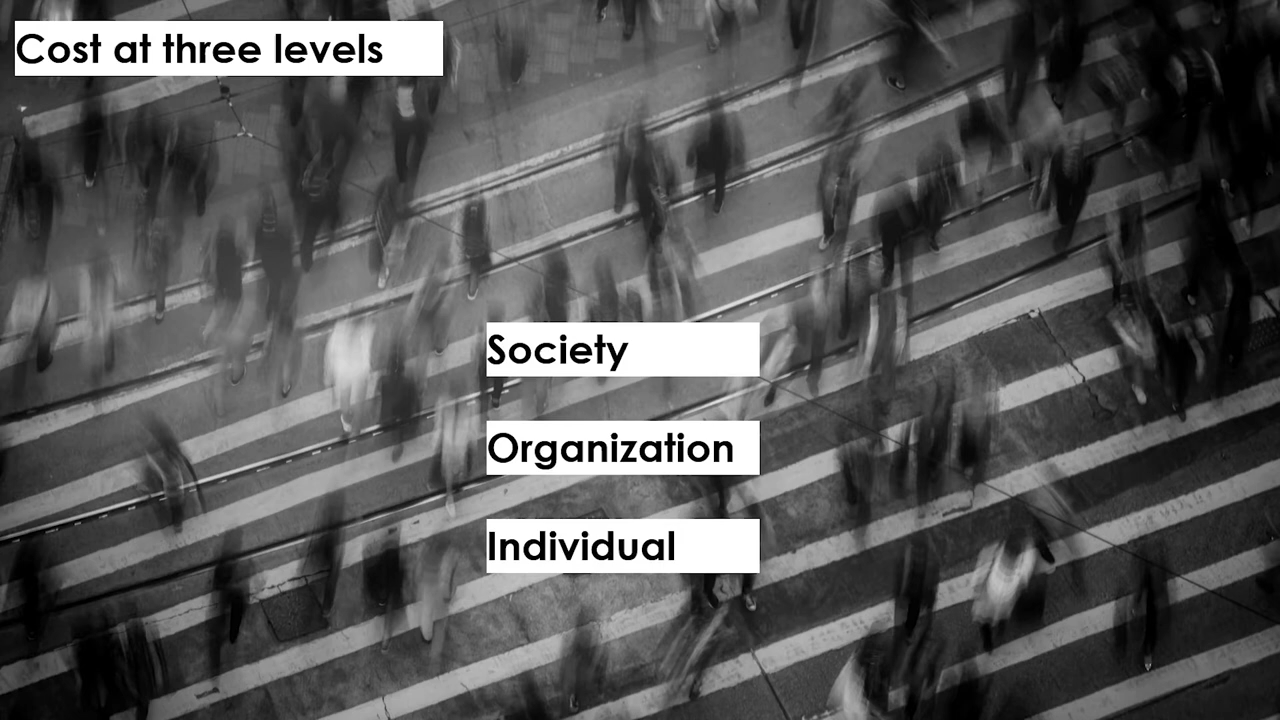 Cost at three levels
Society
Organization
Individual